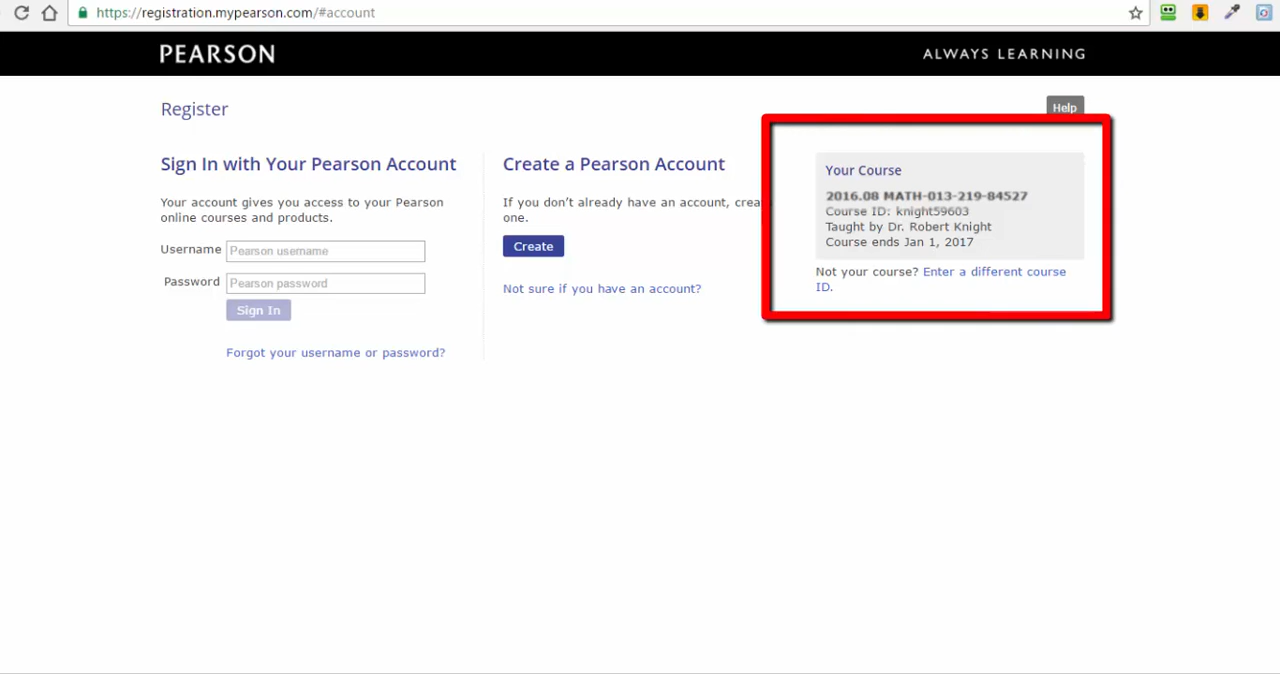 https://registration.mypearson.com/#account
PEARSON
ALWAYS LEARNING
Register
Help
Sign In with Your Pearson Account
Your account gives you access to your Pearson
online courses and products.
Username
Pearson username
Password
Pearson password
Sign In
Forgot your username or password?
Create a Pearson Account
If you don't already have an account, crea
one.
Create
Not sure if you have an account?
Your Course
2016.08 MATH-013-219-84527
Course ID: knight59603
Taught by Dr. Robert Knight
Course ends Jan 1, 2017
Not your course? Enter a different course
ID.